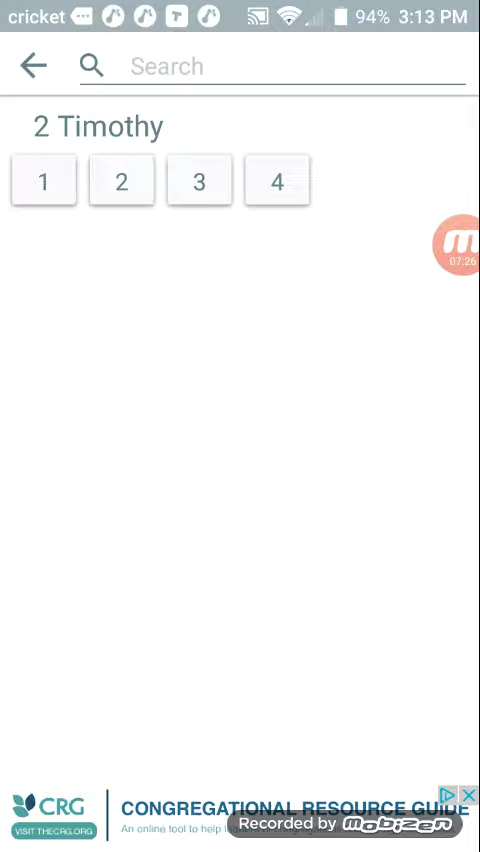 cricket 94% 3:13 PM
Search
2 Timothy
1 2 3 4
07:26
CRG
VISIT THECRG.ORG
CONGREGATIONAL RESOURCE GUIDE
An online tool to help
Recorded by mobizen